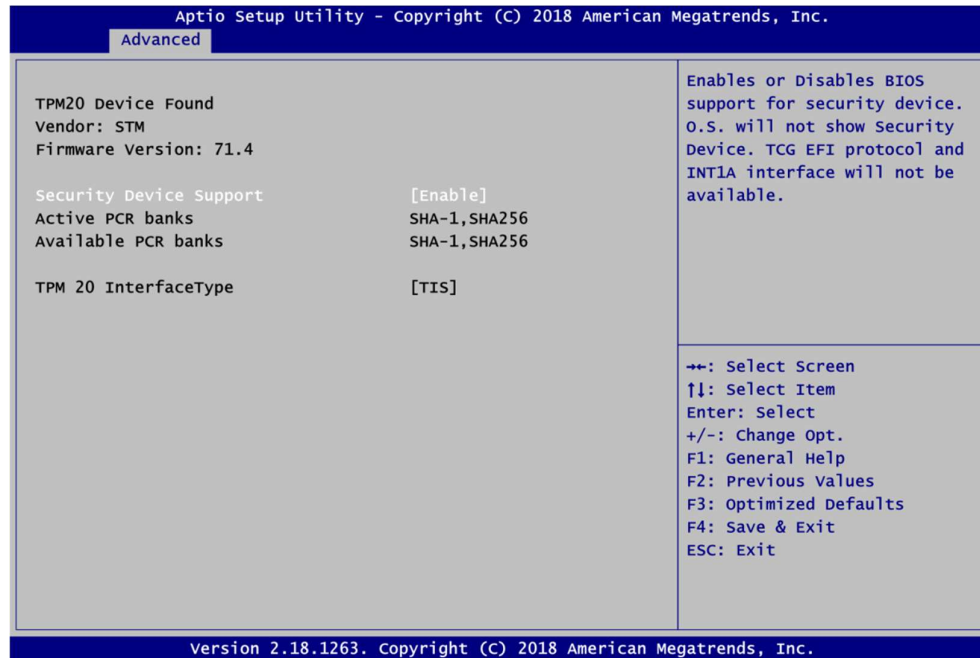 Aptio Setup Utility - Copyright (C) 2018 American Megatrends, Inc.
Advanced
TPM20 Device Found
Vendor: STM
Firmware Version: 71.4
Security Device Support [Enable]
Active PCR banks SHA-1,SHA256
Available PCR banks SHA-1,SHA256
TPM 20 InterfaceType [TIS]
Enables or Disables BIOS
support for security device.
O.S. will not show Security
Device. TCG EFI protocol and
INT1A interface will not be
available.
→←: Select Screen
↑↓: Select Item
Enter: Select
+/-: Change Opt.
F1: General Help
F2: Previous Values
F3: Optimized Defaults
F4: Save & Exit
ESC: Exit
Version 2.18.1263. Copyright (C) 2018 American Megatrends, Inc.